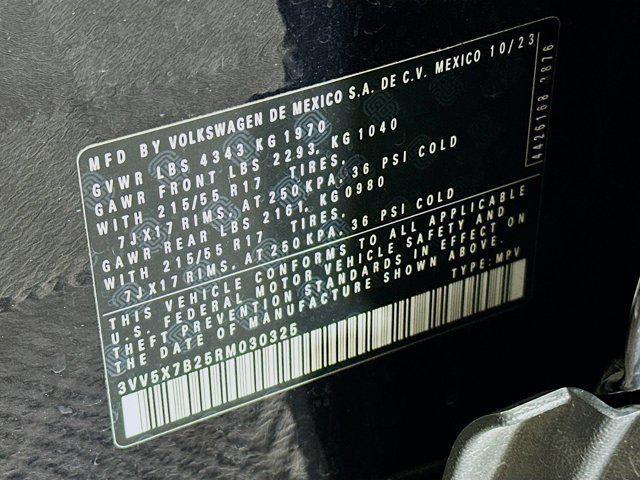 MFD BY VOLKSWAGEN DE MEXICO S.A. DE C.V. MEXICO 10/23
GVWR LBS 4343 KG 1970
GAWR FRONT LBS 2293, KG 1040
WITH 215/55 R17 TIRES,
7JX17 RIMS, AT 250 KPA, 36 PSI COLD
GAWR REAR LBS 2161, KG 0980
WITH 215/55 R17 TIRES,
7JX17 RIMS, AT 250 KPA, 36 PSI COLD
THIS VEHICLE CONFORMS TO ALL APPLICABLE
U.S. FEDERAL MOTOR VEHICLE SAFETY AND
THEFT PREVENTION STANDARDS IN EFFECT ON
THE DATE OF MANUFACTURE SHOWN ABOVE.
3VV5X7B25RM030325 TYPE: MPV
4426168 2876